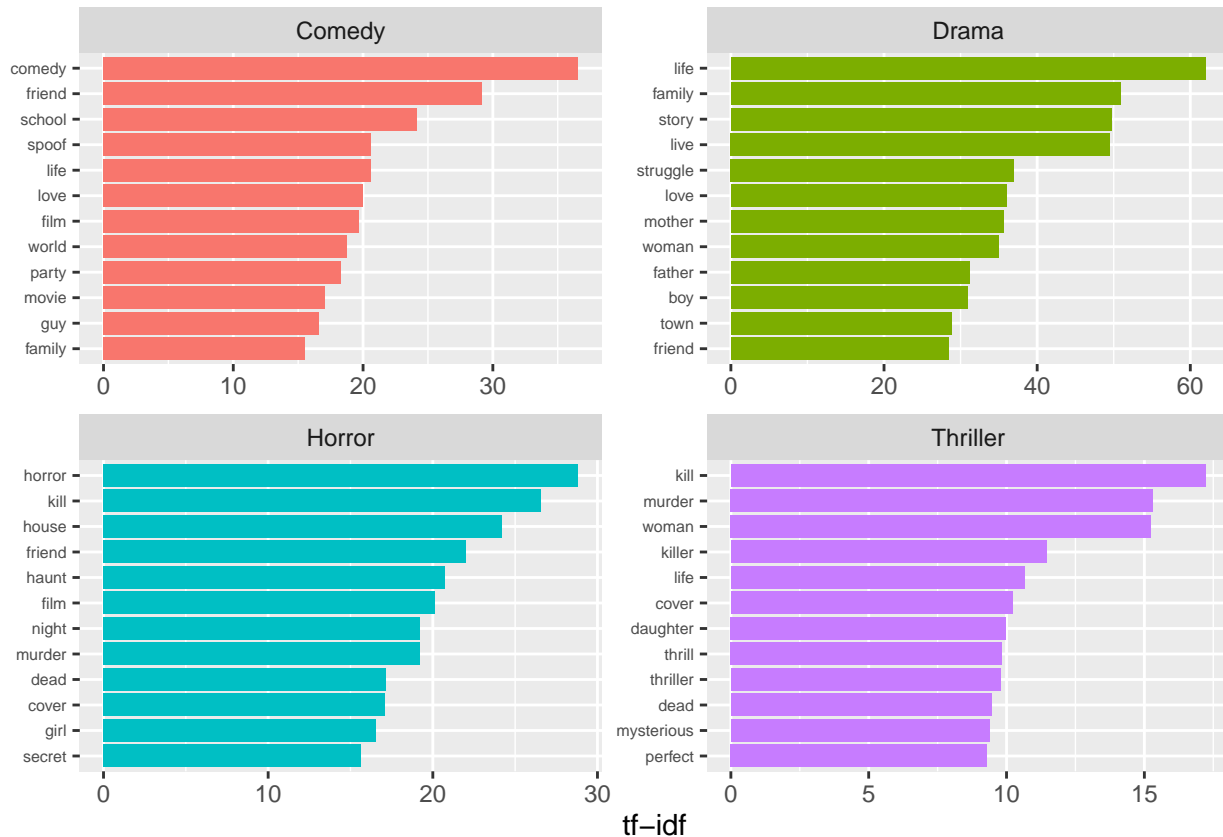 Comedy
comedy
friend
school
spoof
life
love
film
world
party
movie
guy
family
0 10 20 30
Drama
life
family
story
live
struggle
love
mother
woman
father
boy
town
friend
0 20 40 60
Horror
horror
kill
house
friend
haunt
film
night
murder
dead
cover
girl
secret
0 10 20 30
Thriller
kill
murder
woman
killer
life
cover
daughter
thrill
thriller
dead
mysterious
perfect
0 5 10 15
tf−idf